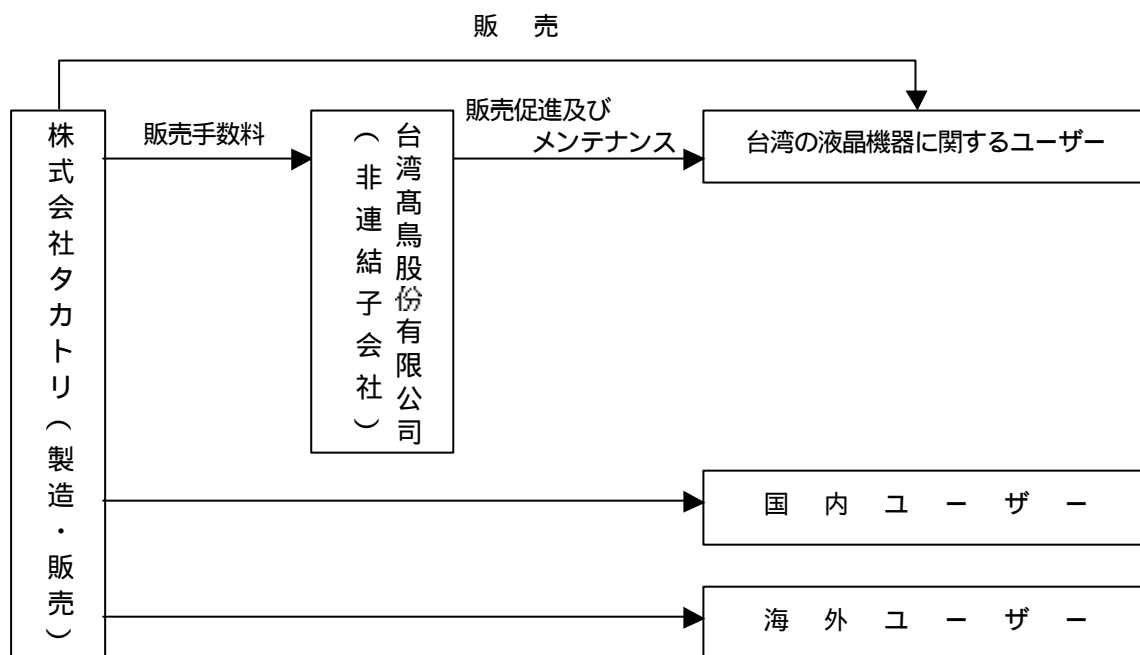 販 売
株式会社タカトリ（製造・販売）
販売手数料
台湾髙鳥股份有限公司
（非連結子会社）
販売促進及び
メンテナンス
台湾の液晶機器に関するユーザー
国 内 ユ ー ザ ー
海 外 ユ ー ザ ー